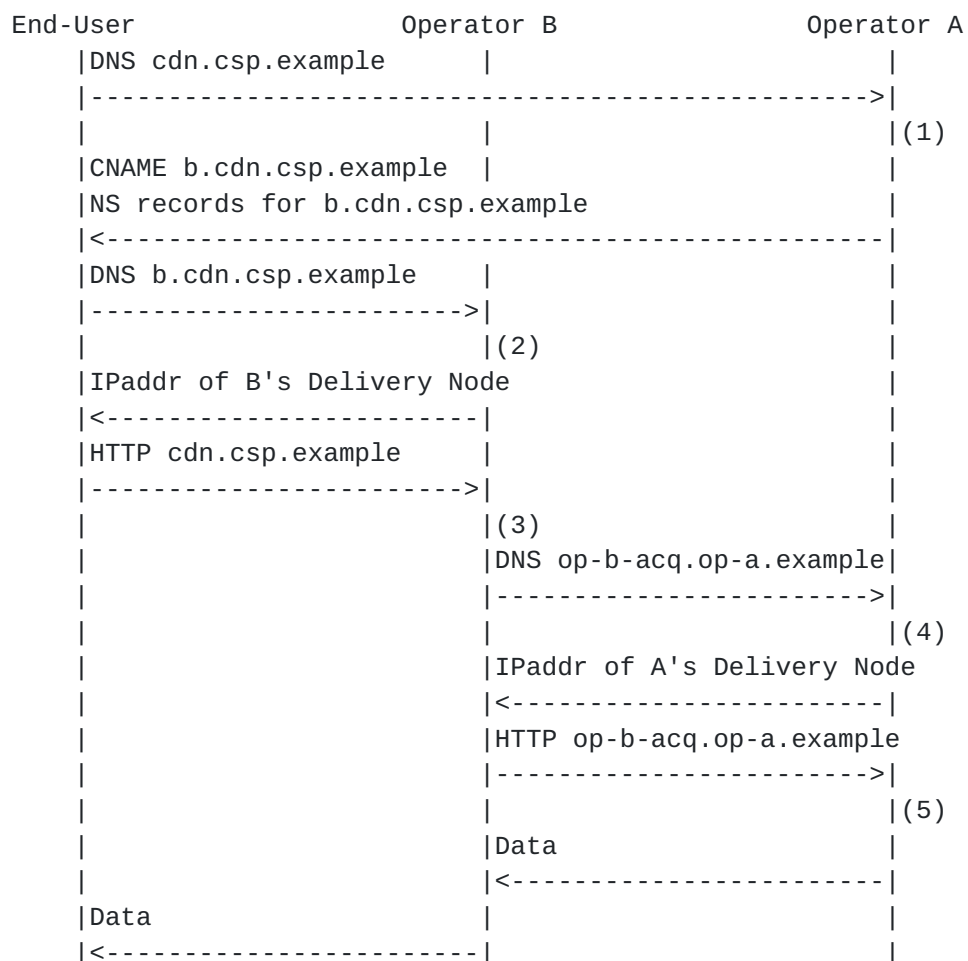 End-User Operator B Operator A
DNS cdn.csp.example
(1)
CNAME b.cdn.csp.example
NS records for b.cdn.csp.example
DNS b.cdn.csp.example
(2)
IPaddr of B's Delivery Node
HTTP cdn.csp.example
(3)
DNS op-b-acq.op-a.example
(4)
IPaddr of A's Delivery Node
HTTP op-b-acq.op-a.example
(5)
Data
Data